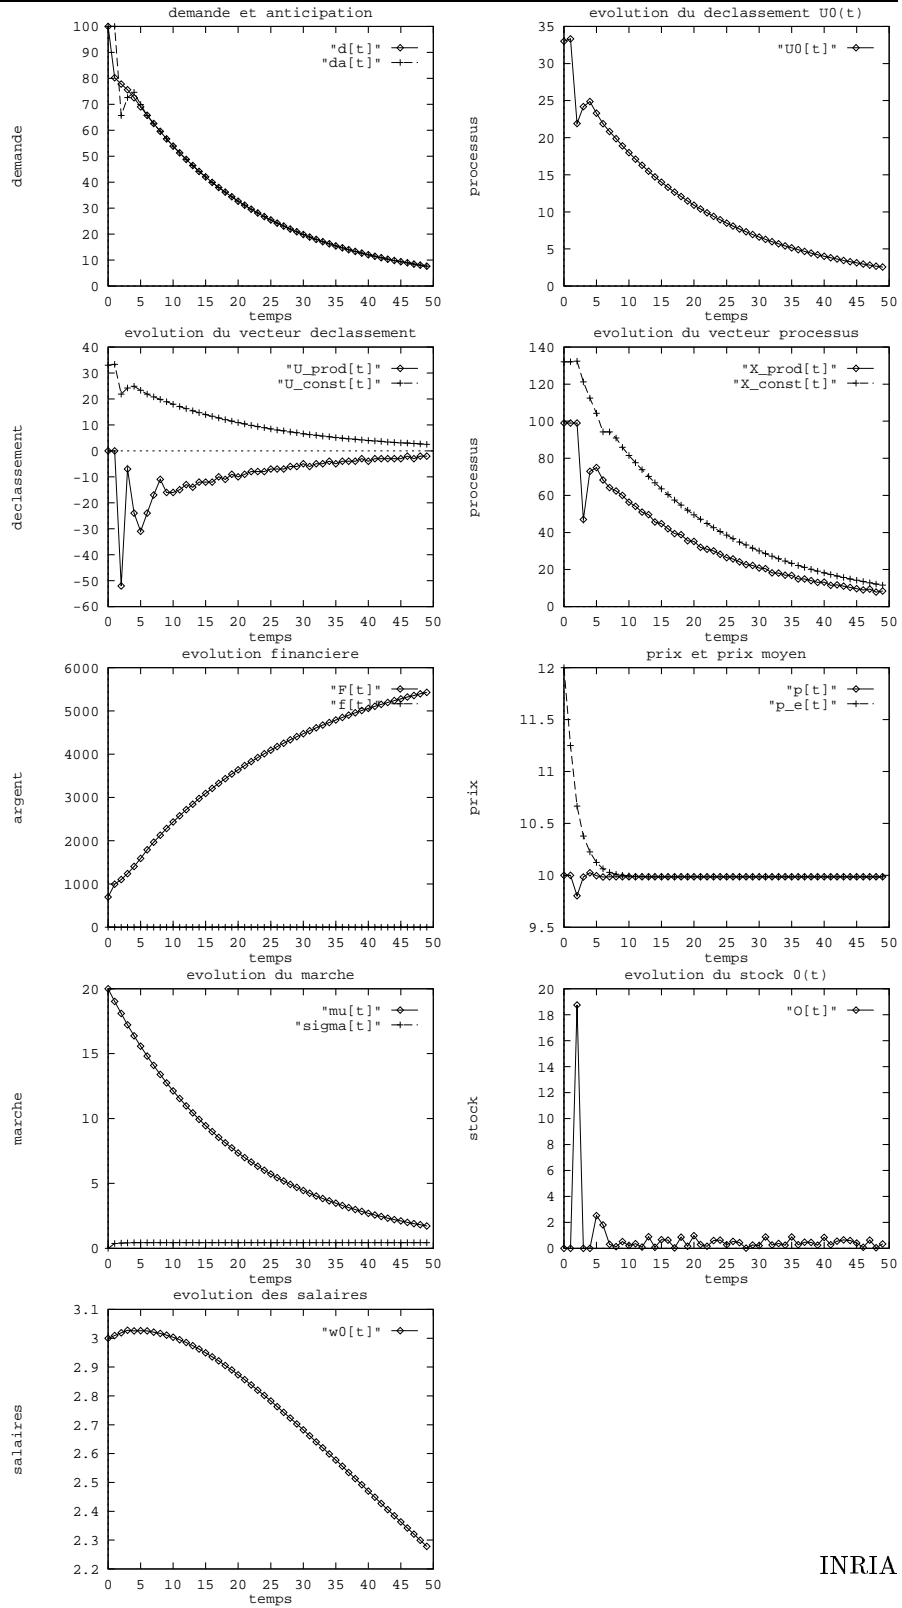 demande et anticipation
100
90
80
70
60
50
40
30
20
10
0
demande
"d[t]"
"da[t]"
0 5 10 15 20 25 30 35 40 45 50
temps
evolution du declassement U0(t)
35
30
25
20
15
10
5
0
processus
"U0[t]"
0 5 10 15 20 25 30 35 40 45 50
temps
evolution du vecteur declassement
40
30
20
10
0
-10
-20
-30
-40
-50
-60
declassement
"U_prod[t]"
"U_const[t]"
0 5 10 15 20 25 30 35 40 45 50
temps
evolution du vecteur processus
140
120
100
80
60
40
20
0
processus
"X_prod[t]"
"X_const[t]"
0 5 10 15 20 25 30 35 40 45 50
temps
evolution financiere
6000
5000
4000
3000
2000
1000
0
argent
"F[t]"
"f[t]"
0 5 10 15 20 25 30 35 40 45 50
temps
prix et prix moyen
12
11.5
11
10.5
10
9.5
prix
"p[t]"
"p_e[t]"
0 5 10 15 20 25 30 35 40 45 50
temps
evolution du marche
20
15
10
5
0
marche
"mu[t]"
"sigma[t]"
0 5 10 15 20 25 30 35 40 45 50
temps
evolution du stock 0(t)
20
18
16
14
12
10
8
6
4
2
0
stock
"O[t]"
0 5 10 15 20 25 30 35 40 45 50
temps
evolution des salaires
3.1
3
2.9
2.8
2.7
2.6
2.5
2.4
2.3
2.2
salaires
"w0[t]"
0 5 10 15 20 25 30 35 40 45 50
temps
INRIA